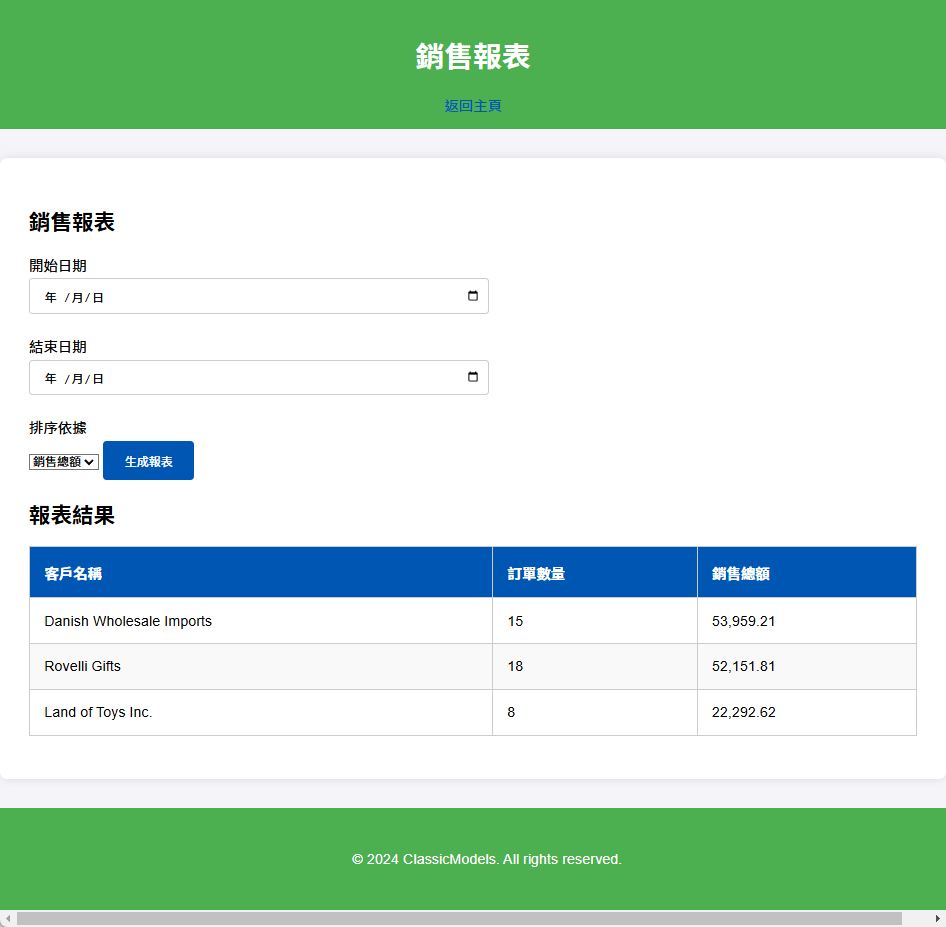 銷售報表
返回主頁
銷售報表
開始日期
年 /月/日
結束日期
年 /月/日
排序依據
銷售總額 生成報表
報表結果
客戶名稱 訂單數量 銷售總額
Danish Wholesale Imports 15 53,959.21
Rovelli Gifts 18 52,151.81
Land of Toys Inc. 8 22,292.62
© 2024 ClassicModels. All rights reserved.